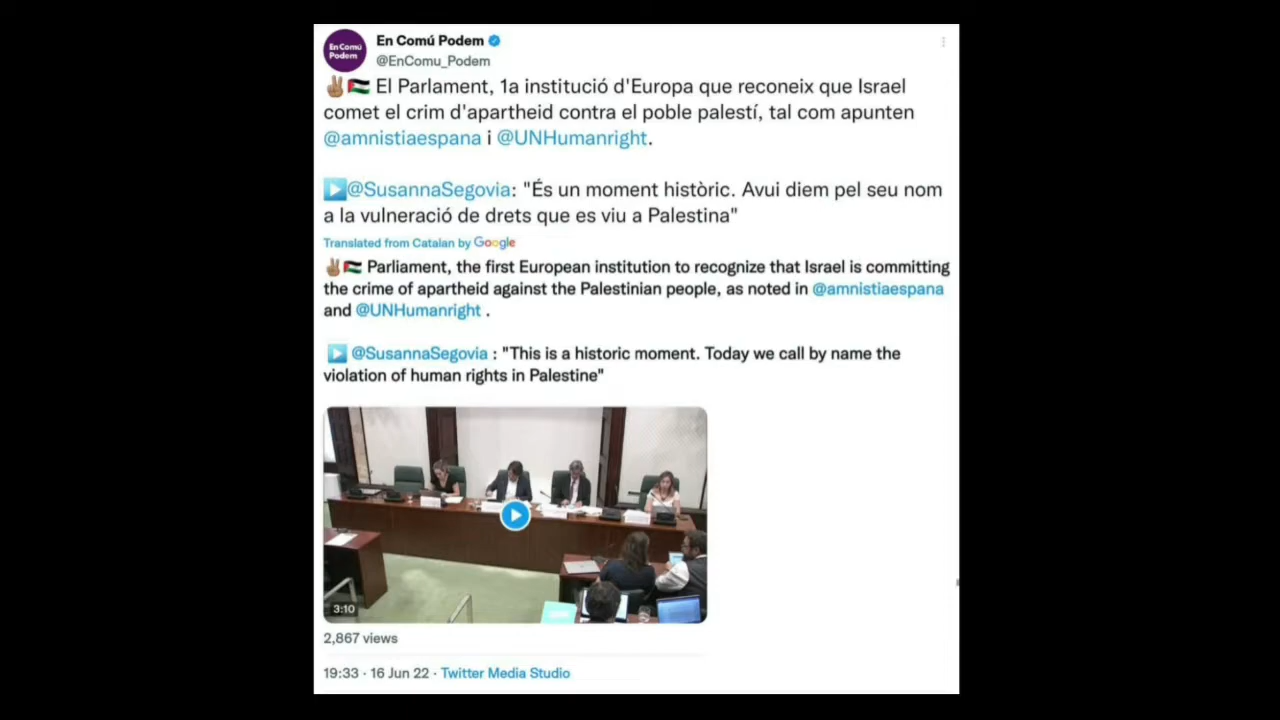 En Comú Podem
En Comú Podem
@EnComu_Podem
✌🏽🇵🇸 El Parlament, 1a institució d'Europa que reconeix que Israel
comet el crim d'apartheid contra el poble palestí, tal com apunten
@amnistiaespana i @UNHumanright.
▶️@SusannaSegovia: "És un moment històric. Avui diem pel seu nom
a la vulneració de drets que es viu a Palestina"
Translated from Catalan by Google
✌🏽🇵🇸 Parliament, the first European institution to recognize that Israel is committing
the crime of apartheid against the Palestinian people, as noted in @amnistiaespana
and @UNHumanright .
▶️ @SusannaSegovia : "This is a historic moment. Today we call by name the
violation of human rights in Palestine"
3:10
2,867 views
19:33 · 16 Jun 22 · Twitter Media Studio